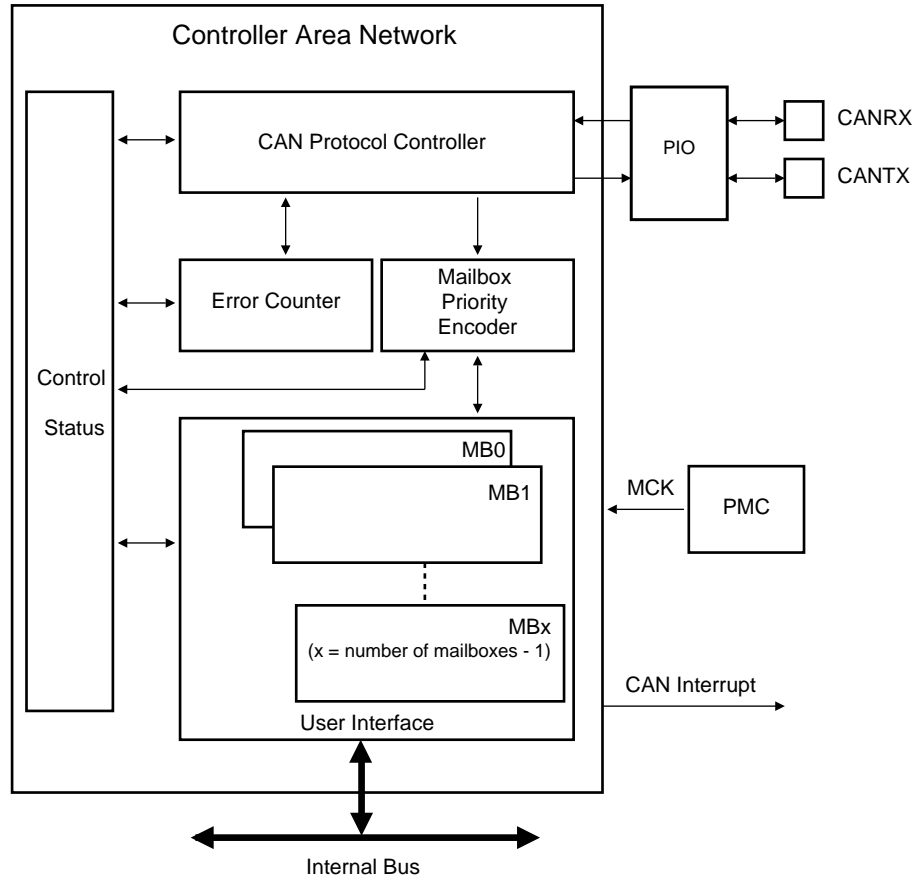 Controller Area Network
CAN Protocol Controller
PIO
CANRX
CANTX
Error Counter
Mailbox
Priority
Encoder
Control
Status
MB0
MB1
MCK
PMC
MBx
(x = number of mailboxes - 1)
CAN Interrupt
User Interface
Internal Bus